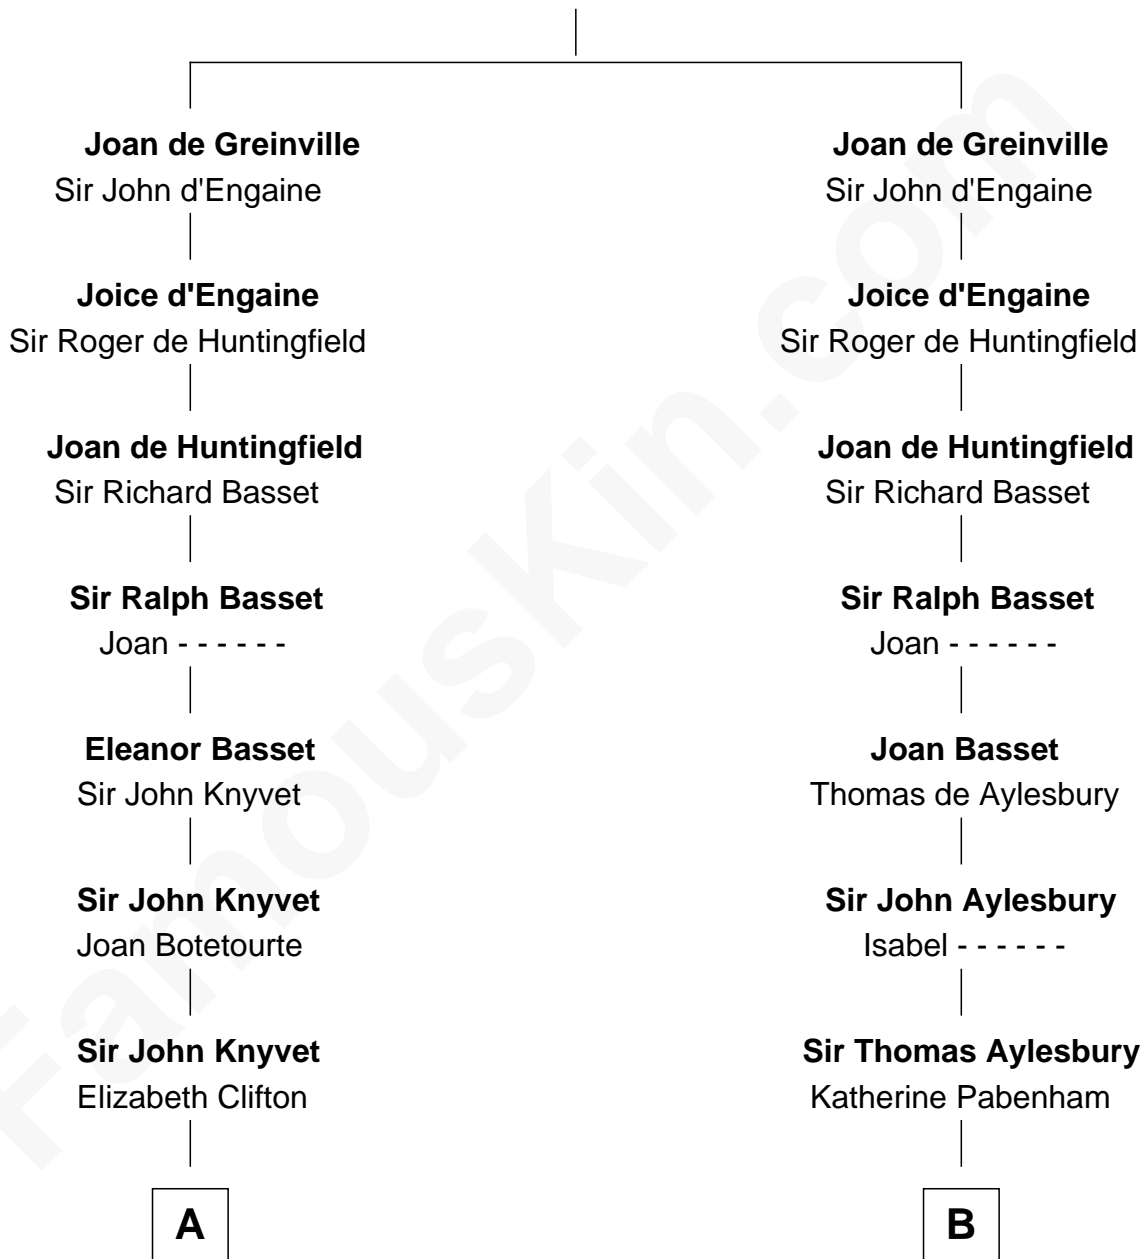 Joan de Greinville Joan de Greinville
Sir John d'Engaine Sir John d'Engaine
Joice d'Engaine Joice d'Engaine
Sir Roger de Huntingfield Sir Roger de Huntingfield
Joan de Huntingfield Joan de Huntingfield
Sir Richard Basset Sir Richard Basset
Sir Ralph Basset Sir Ralph Basset
Joan - - - - - - Joan - - - - - -
Eleanor Basset Joan Basset
Sir John Knyvet Thomas de Aylesbury
Sir John Knyvet Sir John Aylesbury
Joan Botetourte Isabel - - - - - -
Sir John Knyvet Sir Thomas Aylesbury
Elizabeth Clifton Katherine Pabenham
A B
FamousKin.com